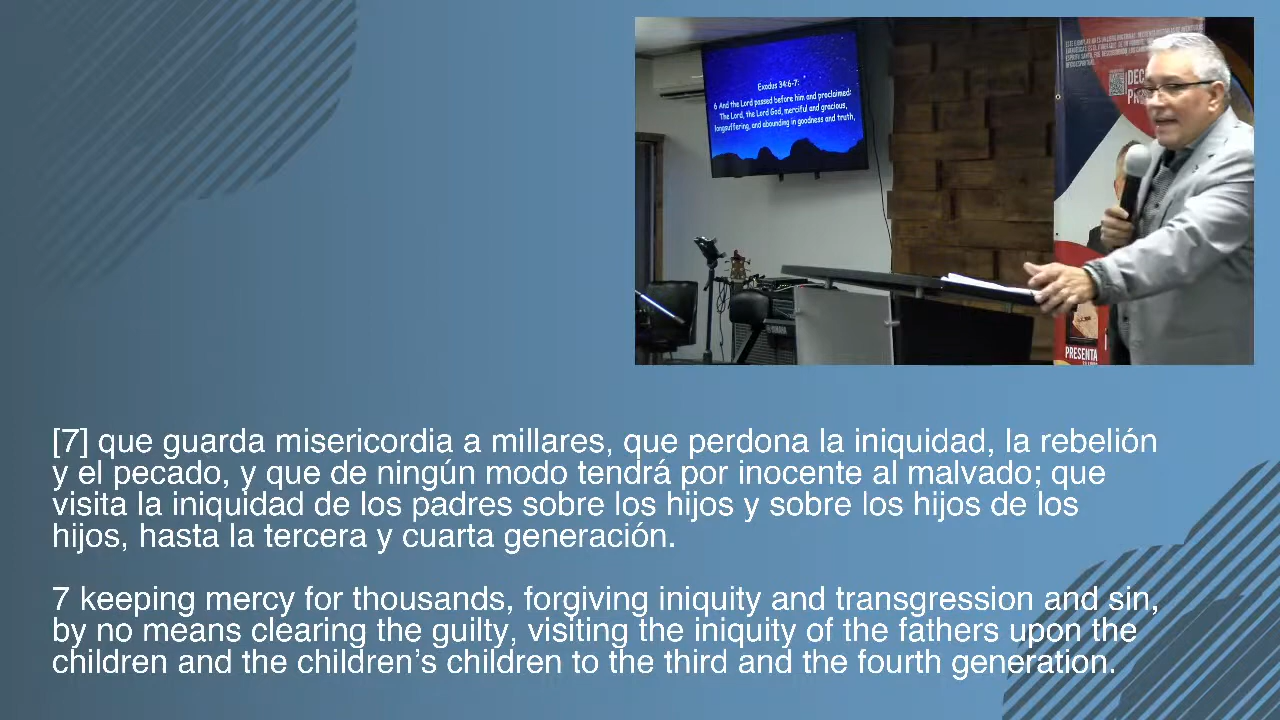 Exodus 34:6-7:
6 And the Lord passed before him and proclaimed:
The Lord, the Lord God, merciful and gracious,
longsuffering, and abounding in goodness and truth,
PRESENTA
YAMAHA
[7] que guarda misericordia a millares, que perdona la iniquidad, la rebelión
y el pecado, y que de ningún modo tendrá por inocente al malvado; que
visita la iniquidad de los padres sobre los hijos y sobre los hijos de los
hijos, hasta la tercera y cuarta generación.
7 keeping mercy for thousands, forgiving iniquity and transgression and sin,
by no means clearing the guilty, visiting the iniquity of the fathers upon the
children and the children’s children to the third and the fourth generation.